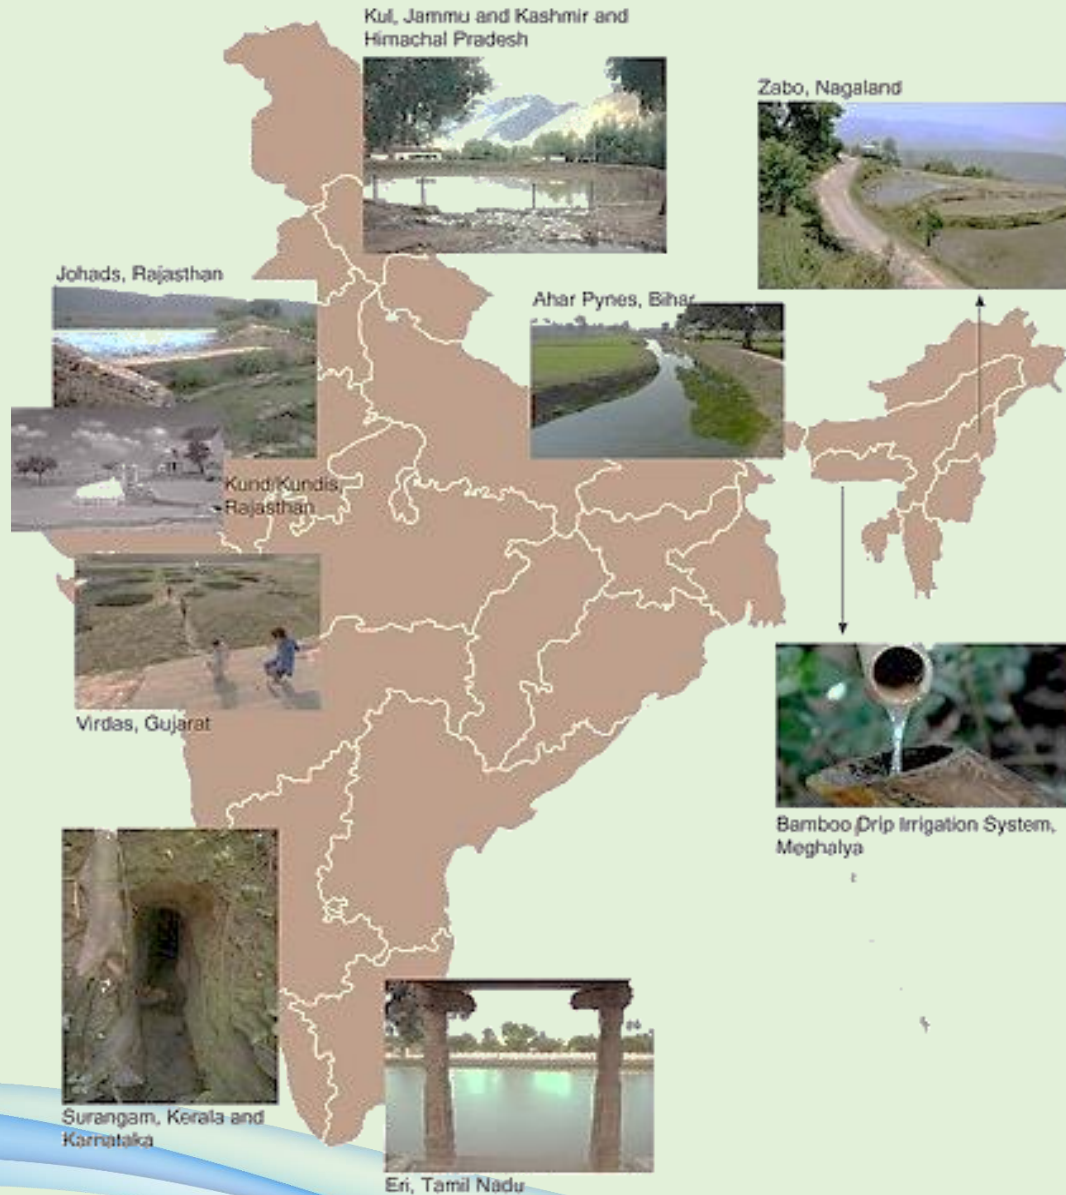 Kul, Jammu and Kashmir and
Himachal Pradesh
Zabo, Nagaland
Johads, Rajasthan
Ahar Pynes, Bihar
Kund/Kundis,
Rajasthan
Virdas, Gujarat
Bamboo Drip Irrigation System,
Meghalya
Surangam, Kerala and
Karnataka
Eri, Tamil Nadu